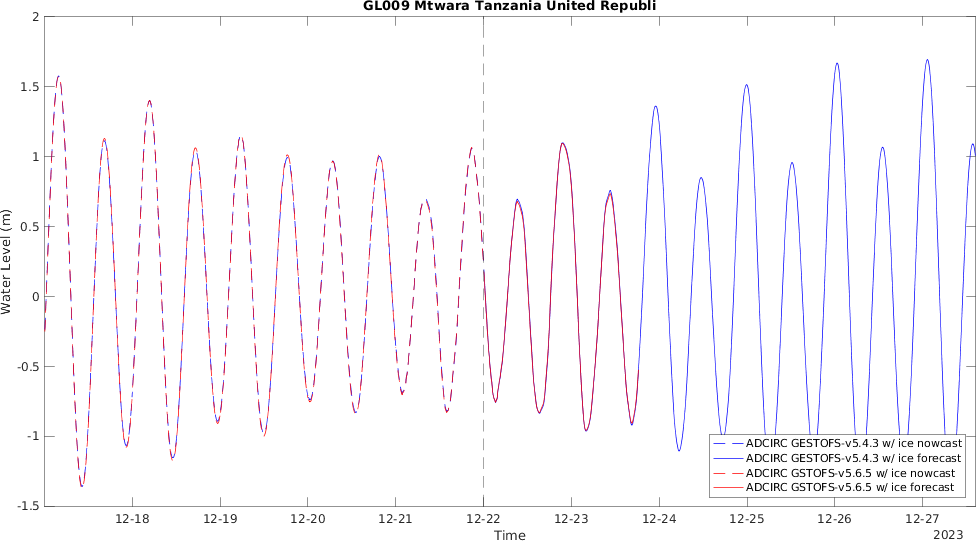 GL009 Mtwara Tanzania United Republi
Water Level (m)
2
1.5
1
0.5
0
-0.5
-1
-1.5
ADCIRC GESTOFS-v5.4.3 w/ ice nowcast
ADCIRC GESTOFS-v5.4.3 w/ ice forecast
ADCIRC GSTOFS-v5.6.5 w/ ice nowcast
ADCIRC GSTOFS-v5.6.5 w/ ice forecast
12-18 12-19 12-20 12-21 12-22 12-23 12-24 12-25 12-26 12-27
Time
2023